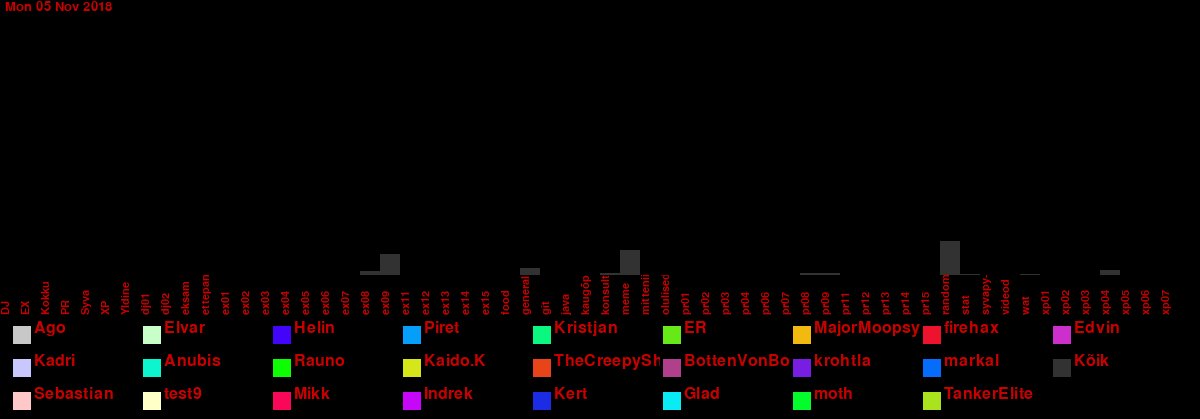 Mon 05 Nov 2018
DJ EX Kokku PR Syva XP Yldine dj01 dj02 eksam ettepan ex01 ex02 ex03 ex04 ex05 ex06 ex07 ex08 ex09 ex11 ex12 ex13 ex14 ex15 food general git java kaugõp konsult meme mittenii olulised pr01 pr02 pr03 pr04 pr06 pr07 pr08 pr09 pr11 pr12 pr13 pr14 pr15 random stat syvapy- videod wat xp01 xp02 xp03 xp04 xp05 xp06 xp07
Ago Elvar Helin Piret Kristjan ER MajorMoopsy firehax Edvin
Kadri Anubis Rauno Kaido.K TheCreepySh BottenVonBo krohtla markal Kõik
Sebastian test9 Mikk Indrek Kert Glad moth TankerElite